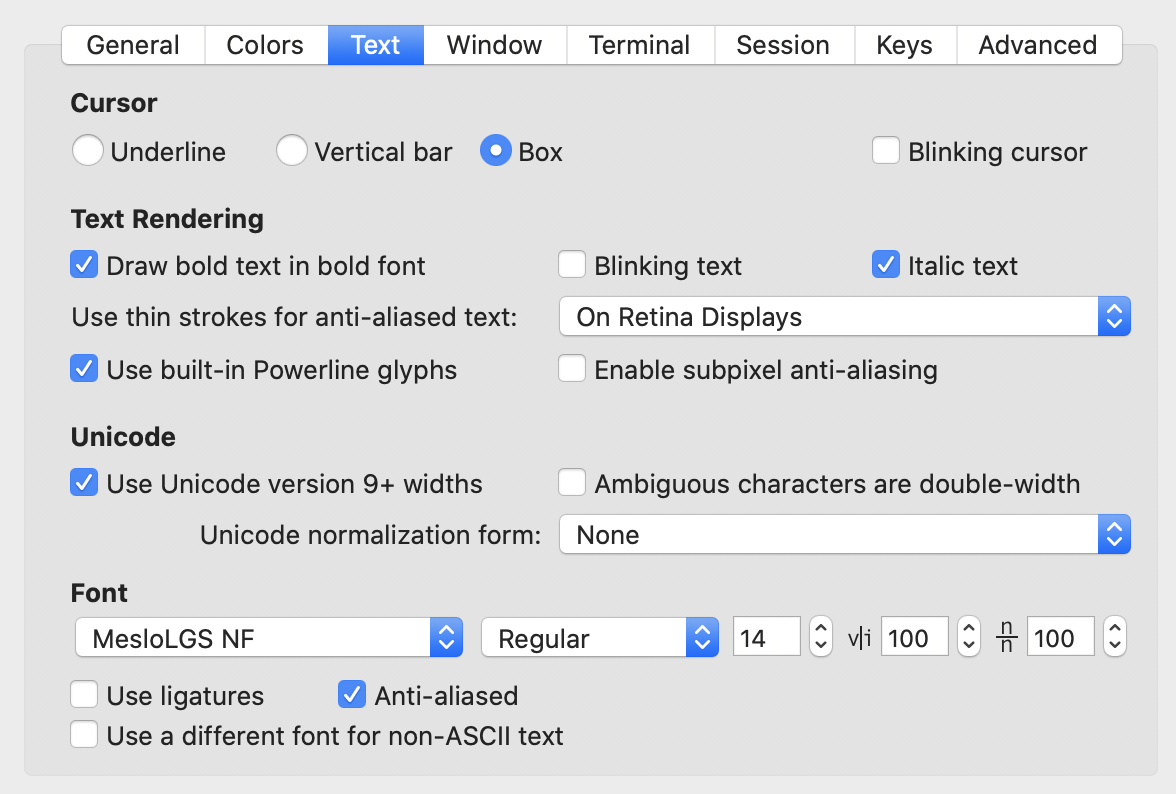 General Colors Text Window Terminal Session Keys Advanced
Cursor
Underline Vertical bar Box Blinking cursor
Text Rendering
Draw bold text in bold font Blinking text Italic text
Use thin strokes for anti-aliased text: On Retina Displays
Use built-in Powerline glyphs Enable subpixel anti-aliasing
Unicode
Use Unicode version 9+ widths Ambiguous characters are double-width
Unicode normalization form: None
Font
MesloLGS NF Regular 14 v|i 100 n/n 100
Use ligatures Anti-aliased
Use a different font for non-ASCII text